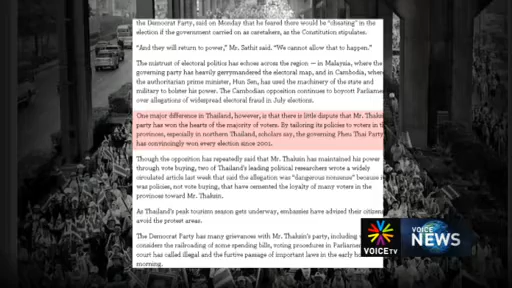 the Democrat Party, said on Monday that he feared there would be "cheating" in the
election if the government carried on as caretakers, as the Constitution stipulates.
"And they will return to power," Mr. Sathit said. "We cannot allow that to happen."
The mistrust of electoral politics has echoes across the region — in Malaysia, where the
governing party has heavily gerrymandered the electoral map, and in Cambodia, where
the authoritarian prime minister, Hun Sen, has used the machinery of the state and
military to bolster his power. The Cambodian opposition continues to boycott Parliame
over allegations of widespread electoral fraud in July elections.
One major difference in Thailand, however, is that there is little dispute that Mr. Thaksi
party has won the hearts of the majority of voters. By tailoring its policies to voters in th
provinces, especially in northern Thailand, scholars say, the governing Pheu Thai Party
has convincingly won every election since 2001.
Though the opposition has repeatedly said that Mr. Thaksin has maintained his power
through vote buying, two of Thailand's leading political researchers wrote a widely
circulated article last week that said the allegation was "dangerous nonsense" because it
was policies, not vote buying, that have cemented the loyalty of many voters in the
provinces toward Mr. Thaksin.
As Thailand's peak tourism season gets underway, embassies have advised their citizens
avoid the protest areas.
The Democrat Party has many grievances with Mr. Thaksin's party, including
considers the railroading of some spending bills, voting procedures in Parliamen
court has called illegal and the furtive passage of important laws in the early ho
morning.
VOICETV
VOICE
NEWS